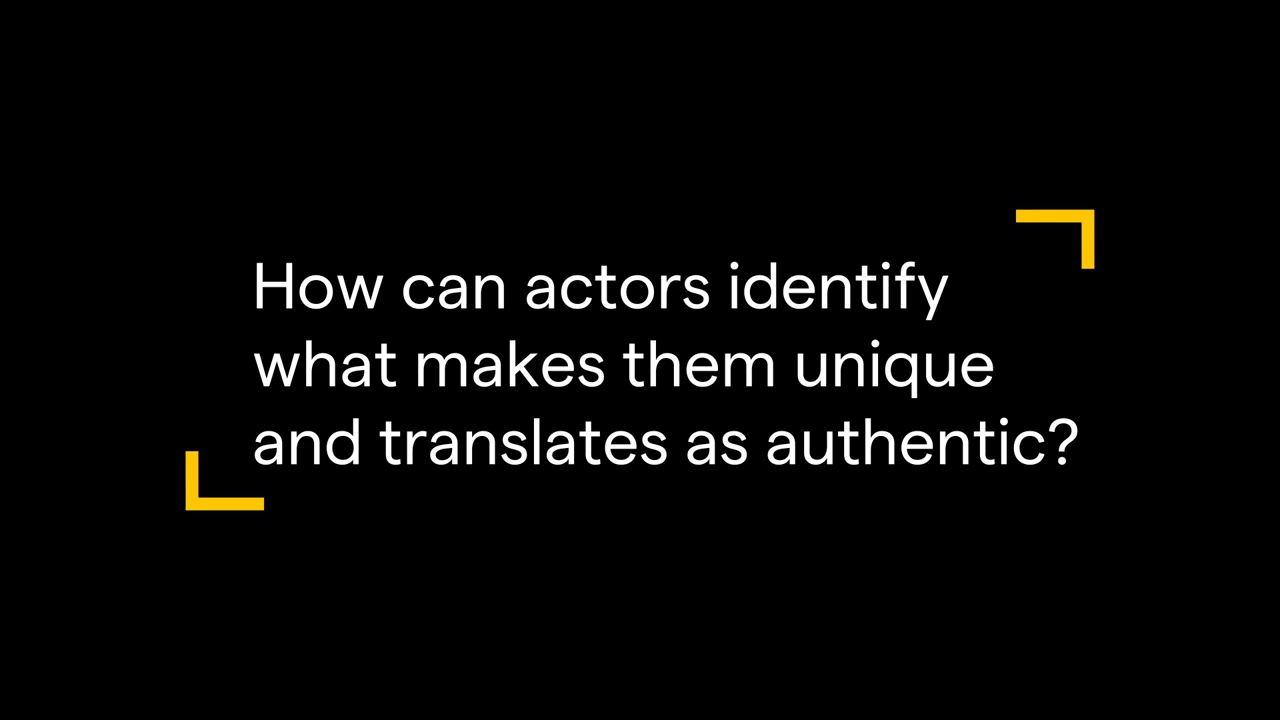 How can actors identify
what makes them unique
and translates as authentic?